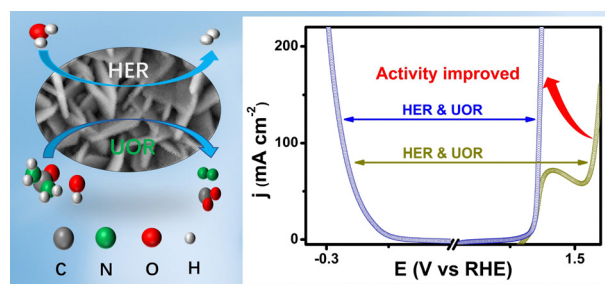 HER
UOR
C N O H
200
100
0
j (mA cm⁻²)
Activity improved
HER & UOR
HER & UOR
-0.3
1.5
E (V vs RHE)